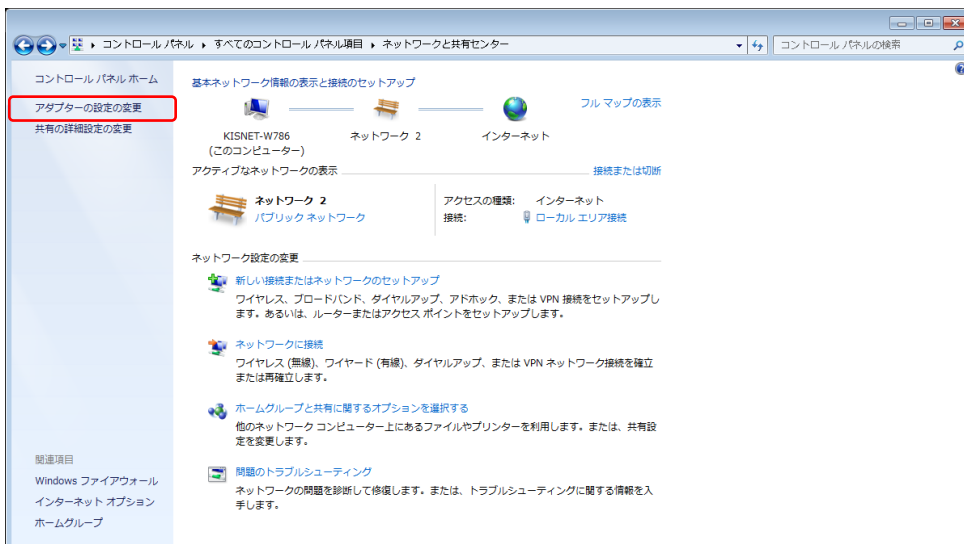 コントロール パネル ▸ すべてのコントロール パネル項目 ▸ ネットワークと共有センター
コントロール パネルの検索
コントロール パネル ホーム
アダプターの設定の変更
共有の詳細設定の変更
基本ネットワーク情報の表示と接続のセットアップ
フル マップの表示
KISNET-W786
(このコンピューター)
ネットワーク 2
インターネット
アクティブなネットワークの表示
接続または切断
ネットワーク 2
パブリック ネットワーク
アクセスの種類: インターネット
接続: ローカル エリア接続
ネットワーク設定の変更
新しい接続またはネットワークのセットアップ
ワイヤレス、ブロードバンド、ダイヤルアップ、アドホック、または VPN 接続をセットアップし
ます。あるいは、ルーターまたはアクセス ポイントをセットアップします。
ネットワークに接続
ワイヤレス (無線)、ワイヤード (有線)、ダイヤルアップ、または VPN ネットワーク接続を確立
または再確立します。
ホームグループと共有に関するオプションを選択する
他のネットワーク コンピューター上にあるファイルやプリンターを利用します。または、共有設
定を変更します。
問題のトラブルシューティング
ネットワークの問題を診断して修復します。または、トラブルシューティングに関する情報を入
手します。
関連項目
Windows ファイアウォール
インターネット オプション
ホームグループ